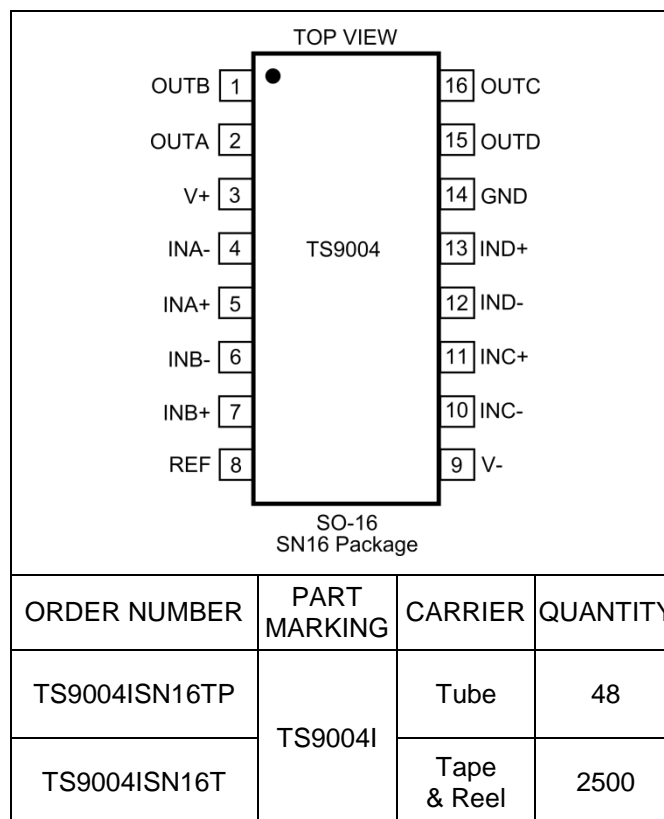 TOP VIEW
OUTB 1 16 OUTC
OUTA 2 15 OUTD
V+ 3 14 GND
INA- 4 TS9004 13 IND+
INA+ 5 12 IND-
INB- 6 11 INC+
INB+ 7 10 INC-
REF 8 9 V-
SO-16
SN16 Package
ORDER NUMBER PART MARKING CARRIER QUANTITY
TS9004ISN16TP TS9004I Tube 48
TS9004ISN16T Tape & Reel 2500